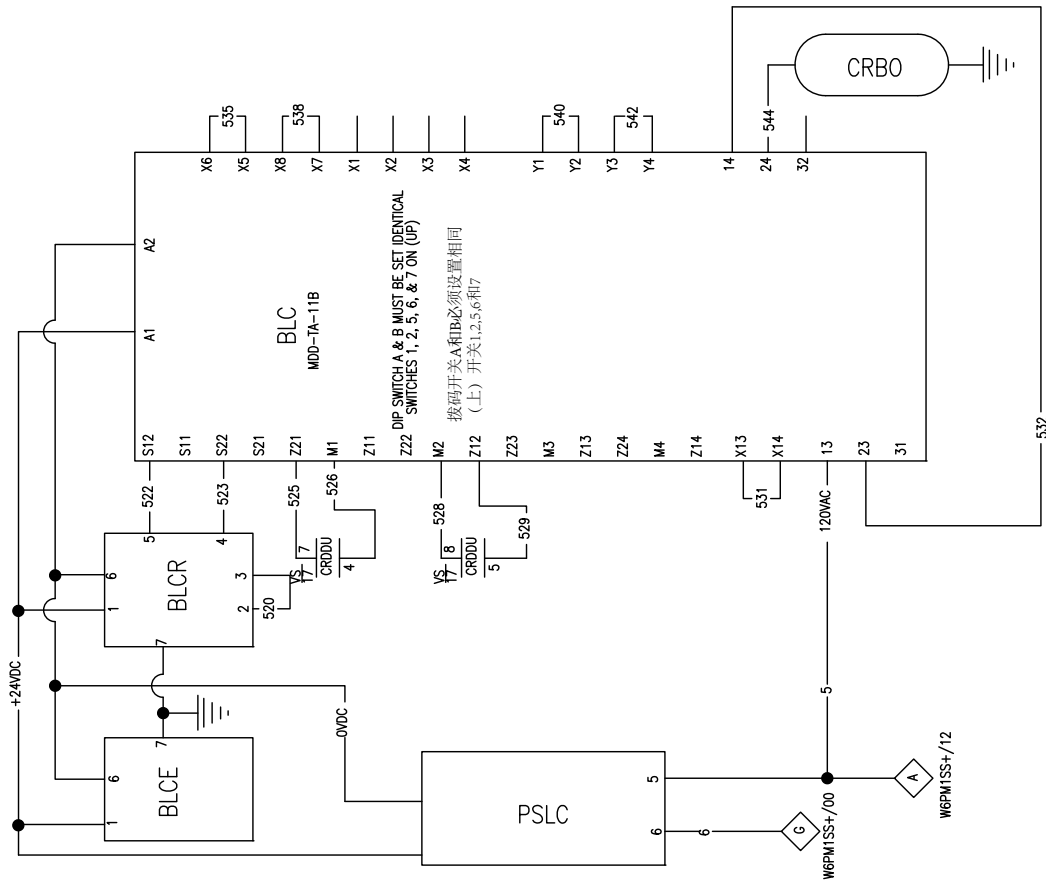 +24VDC
0VDC
BLCE
1
6
7
BLCR
1
6
7
2
3
520
5
4
522
523
525
526
528
529
VS
17
7
CRDDU
4
VS
17
8
CRDDU
5
PSLC
5
6
6
G
W6PM1SS+/00
A
W6PM1SS+/12
5
120VAC
A1
A2
BLC
MDD-TA-11B
DIP SWITCH A & B MUST BE SET IDENTICAL
SWITCHES 1, 2, 5, 6, & 7 ON (UP)
拨码开关A和B必须设置相同
(上) 开关1,2,5,6和7
S12
S11
S22
S21
Z21
M1
Z11
Z22
M2
Z12
Z23
M3
Z13
Z24
M4
Z14
X13
X14
531
13
23
31
X6
X5
535
X8
X7
538
X1
X2
X3
X4
Y1
Y2
540
Y3
Y4
542
14
24
32
544
CRBO
532